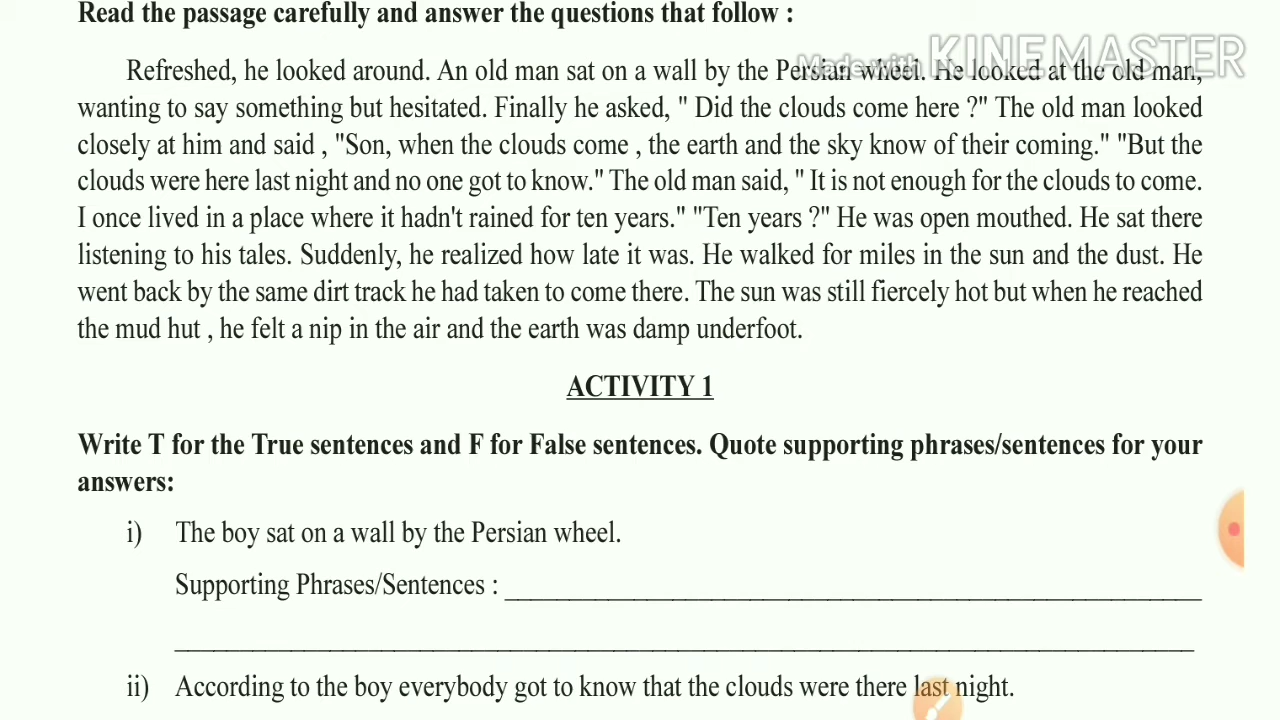 Read the passage carefully and answer the questions that follow :
Made with KINEMASTER
Refreshed, he looked around. An old man sat on a wall by the Persian wheel. He looked at the old man,
wanting to say something but hesitated. Finally he asked, " Did the clouds come here ?" The old man looked
closely at him and said , "Son, when the clouds come , the earth and the sky know of their coming." "But the
clouds were here last night and no one got to know." The old man said, " It is not enough for the clouds to come.
I once lived in a place where it hadn't rained for ten years." "Ten years ?" He was open mouthed. He sat there
listening to his tales. Suddenly, he realized how late it was. He walked for miles in the sun and the dust. He
went back by the same dirt track he had taken to come there. The sun was still fiercely hot but when he reached
the mud hut , he felt a nip in the air and the earth was damp underfoot.
ACTIVITY 1
Write T for the True sentences and F for False sentences. Quote supporting phrases/sentences for your
answers:
i) The boy sat on a wall by the Persian wheel.
Supporting Phrases/Sentences :
ii) According to the boy everybody got to know that the clouds were there last night.